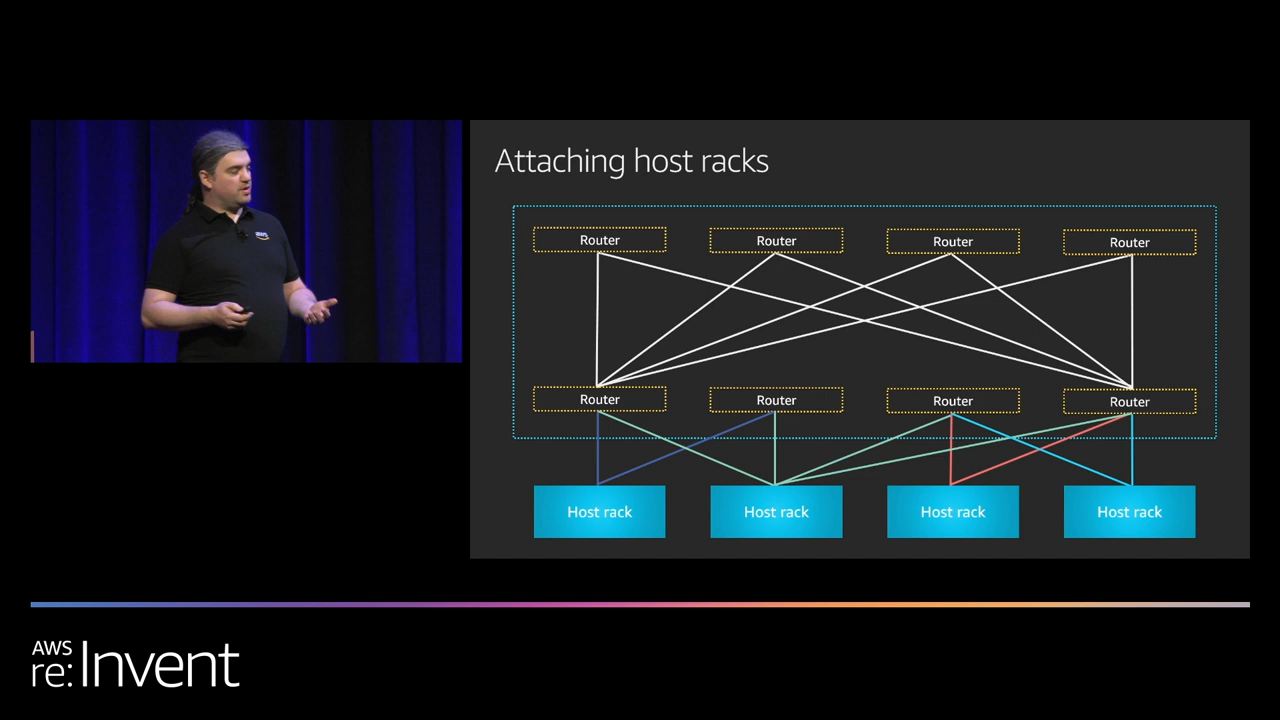 Attaching host racks
Router Router Router Router
Router Router Router Router
Host rack Host rack Host rack Host rack
AWS
re:Invent
aws